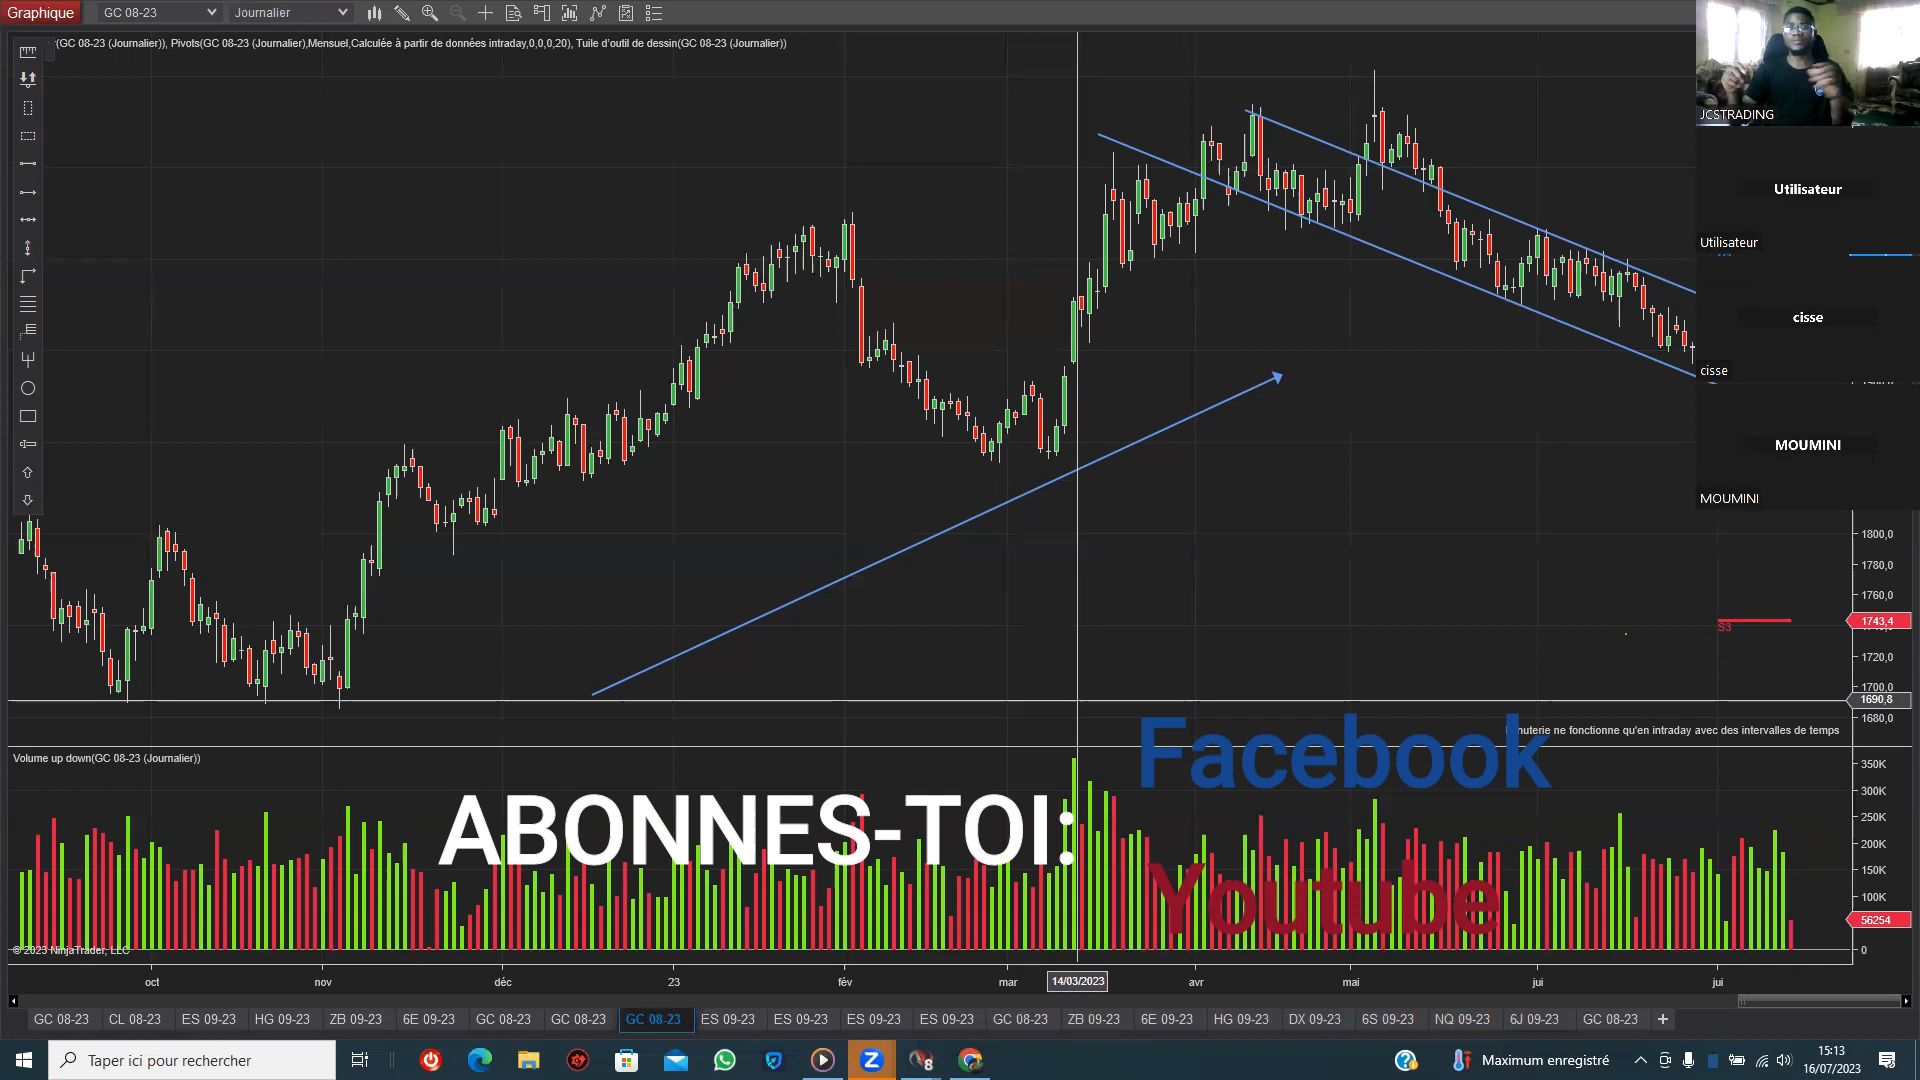 Graphique
GC 08-23
Journalier
(GC 08-23 (Journalier)), Pivots(GC 08-23 (Journalier),Mensuel,Calculée à partir de données intraday,0,0,0,20), Tuile d'outil de dessin(GC 08-23 (Journalier))
JCSTRADING
Utilisateur
Utilisateur
cisse
cisse
MOUMINI
MOUMINI
1800,0
1780,0
1760,0
1743,4
S3
1720,0
1700,0
1690,8
1680,0
nuterie ne fonctionne qu'en intraday avec des intervalles de temps
Volume up down(GC 08-23 (Journalier))
Facebook
ABONNES-TOI:
Youtube
350K
300K
250K
200K
150K
100K
56254
0
© 2023 NinjaTrader, LLC
oct nov déc 23 fév mar 14/03/2023 avr mai jui jui
GC 08-23 CL 08-23 ES 09-23 HG 09-23 ZB 09-23 6E 09-23 GC 08-23 GC 08-23 GC 08-23 ES 09-23 ES 09-23 ES 09-23 ES 09-23 GC 08-23 ZB 09-23 6E 09-23 HG 09-23 DX 09-23 6S 09-23 NQ 09-23 6J 09-23 GC 08-23 +
Taper ici pour rechercher
8
Maximum enregistré
15:13
16/07/2023